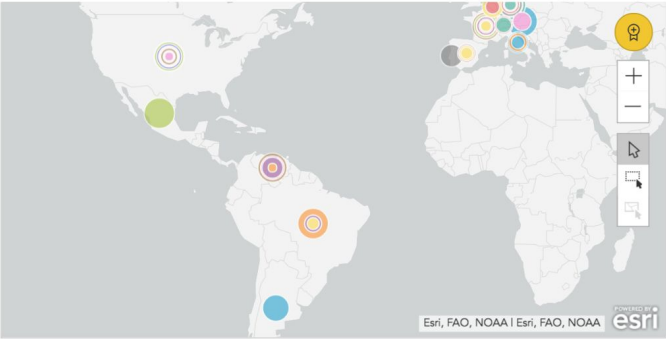 POWERED BY
esri
Esri, FAO, NOAA | Esri, FAO, NOAA